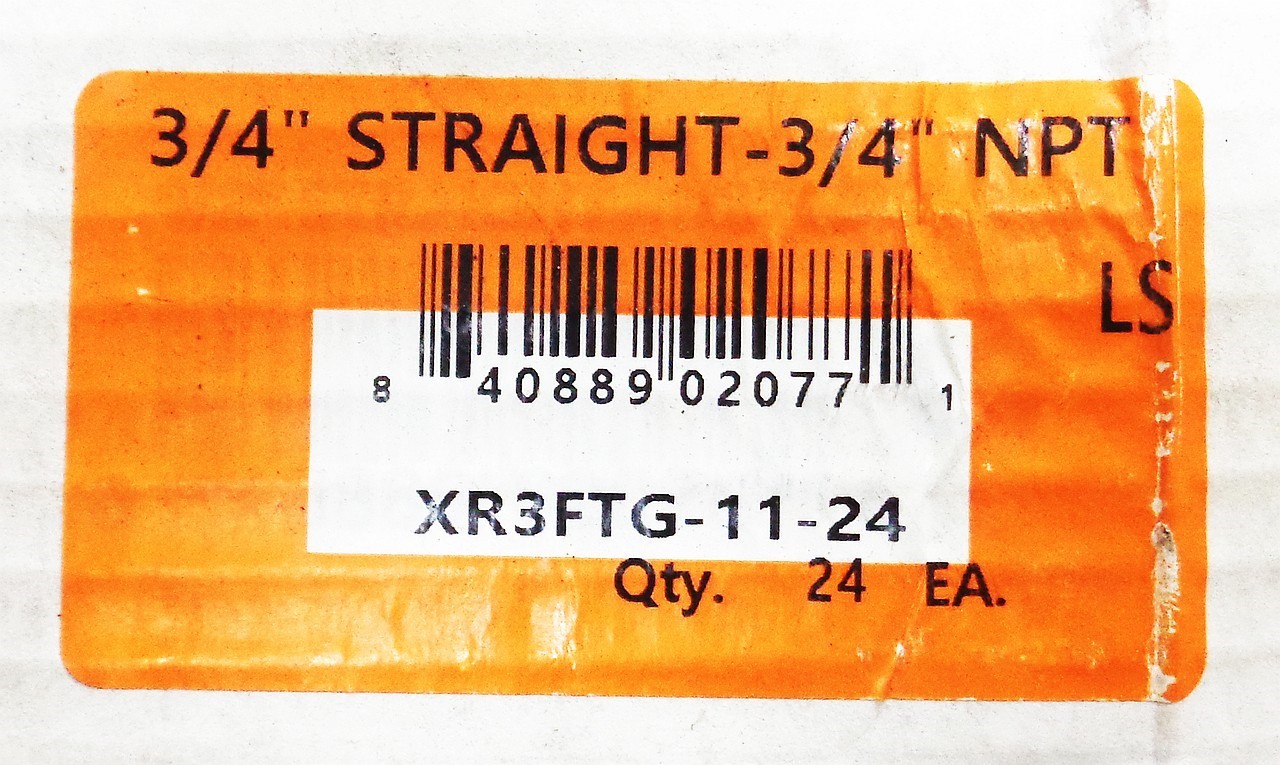 3/4" STRAIGHT-3/4" NPT
LS
8 40889 02077 1
XR3FTG-11-24
Qty. 24 EA.